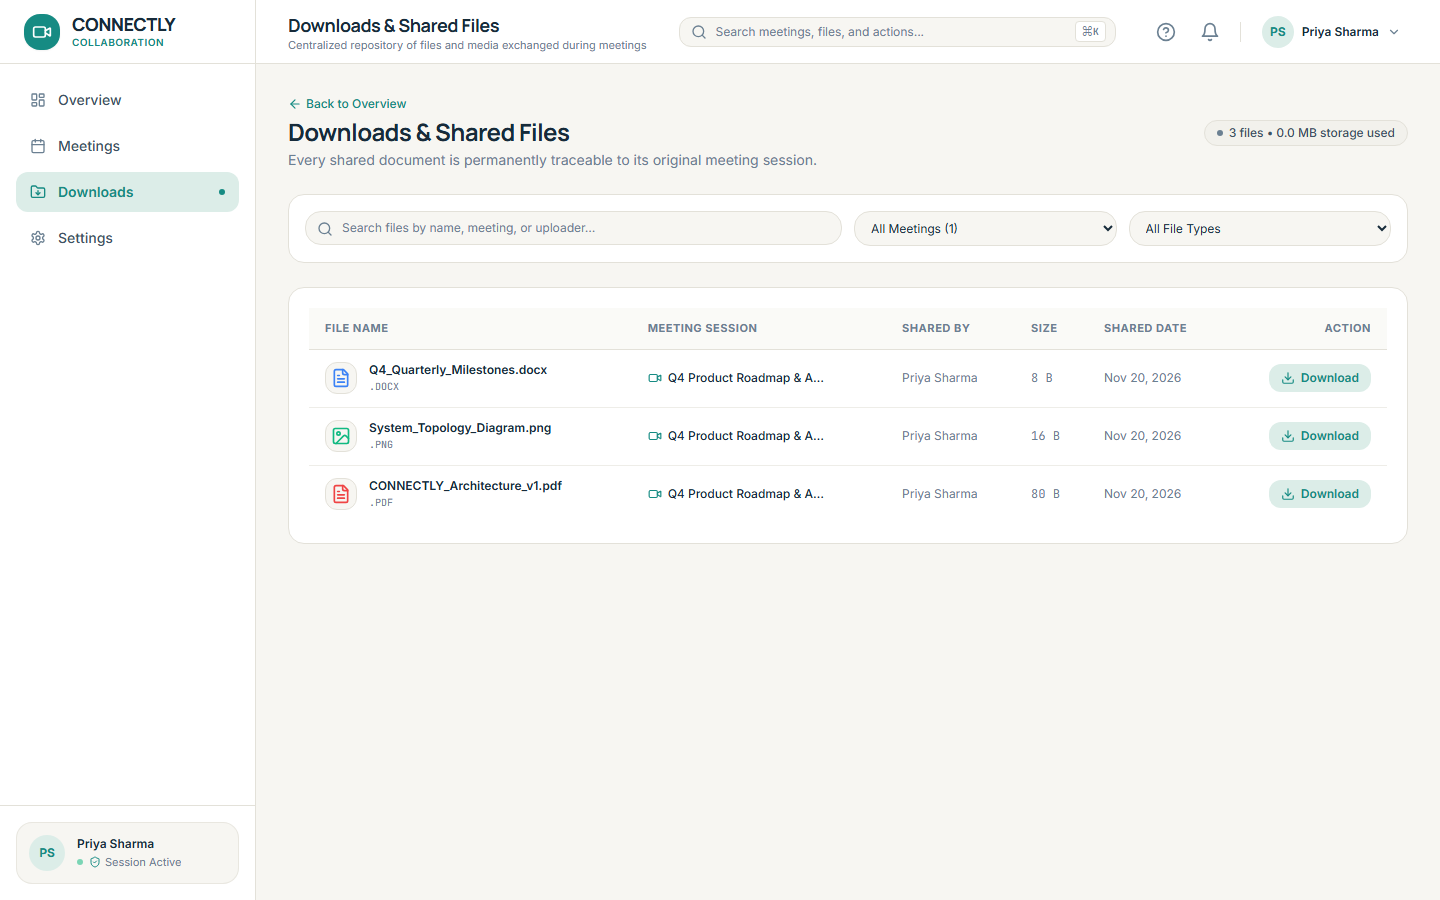 CONNECTLY
COLLABORATION
Overview
Meetings
Downloads
Settings
Priya Sharma
PS
Session Active
Downloads & Shared Files
Centralized repository of files and media exchanged during meetings
Search meetings, files, and actions...
⌘K
PS
Priya Sharma
Back to Overview
Downloads & Shared Files
Every shared document is permanently traceable to its original meeting session.
3 files • 0.0 MB storage used
Search files by name, meeting, or uploader...
All Meetings (1)
All File Types
FILE NAME MEETING SESSION SHARED BY SIZE SHARED DATE ACTION
Q4_Quarterly_Milestones.docx
.DOCX
Q4 Product Roadmap & A... Priya Sharma 8 B Nov 20, 2026 Download
System_Topology_Diagram.png
.PNG
Q4 Product Roadmap & A... Priya Sharma 16 B Nov 20, 2026 Download
CONNECTLY_Architecture_v1.pdf
.PDF
Q4 Product Roadmap & A... Priya Sharma 80 B Nov 20, 2026 Download